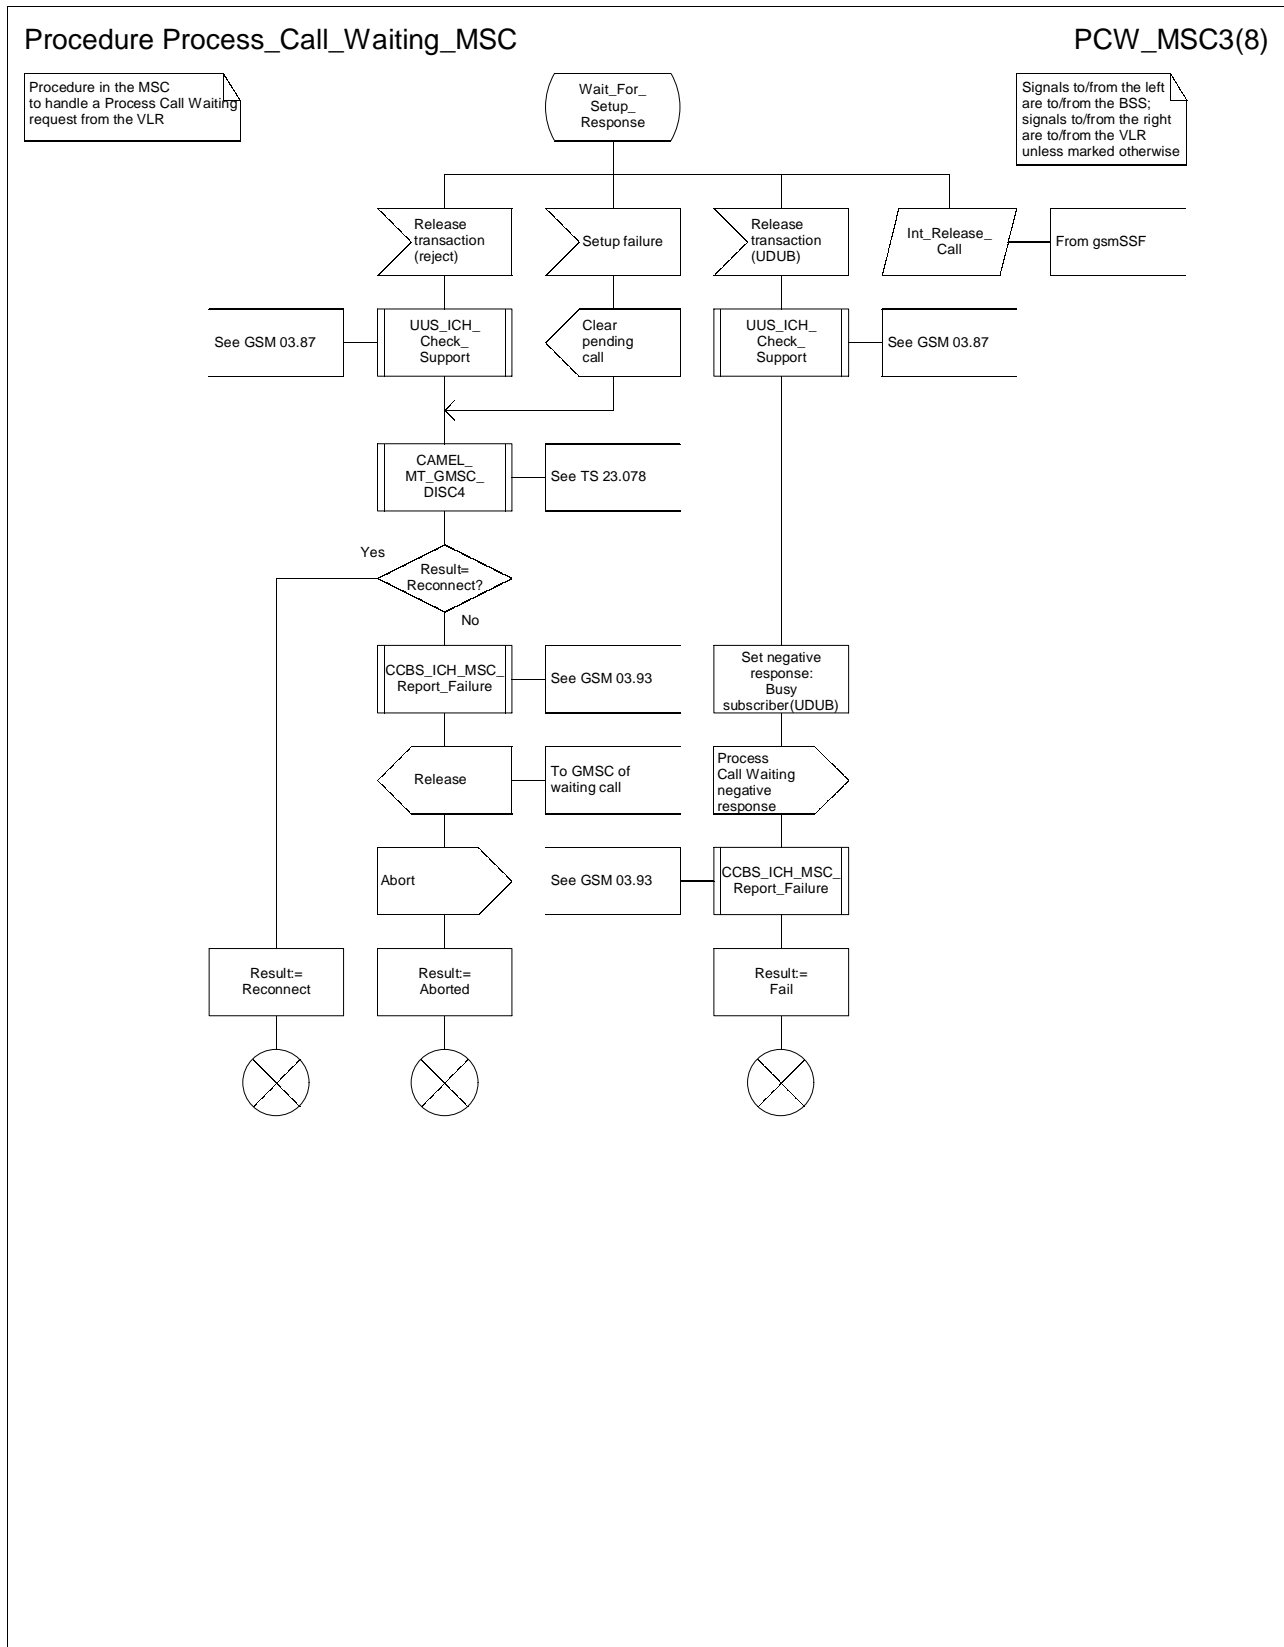 Procedure Process_Call_Waiting_MSC
PCW_MSC3(8)
Procedure in the MSC
to handle a Process Call Waiting
request from the VLR
Wait_For_
Setup_
Response
Signals to/from the left
are to/from the BSS;
signals to/from the right
are to/from the VLR
unless marked otherwise
Release
transaction
(reject)
Setup failure
Release
transaction
(UDUB)
Int_Release_
Call
From gsmSSF
See GSM 03.87
UUS_ICH_
Check_
Support
Clear
pending
call
UUS_ICH_
Check_
Support
See GSM 03.87
CAMEL_
MT_GMSC_
DISC4
See TS 23.078
Yes
Result=
Reconnect?
No
CCBS_ICH_MSC_
Report_Failure
See GSM 03.93
Set negative
response:
Busy
subscriber(UDUB)
Release
To GMSC of
waiting call
Process
Call Waiting
negative
response
Abort
See GSM 03.93
CCBS_ICH_MSC_
Report_Failure
Result:=
Reconnect
Result:=
Aborted
Result:=
Fail